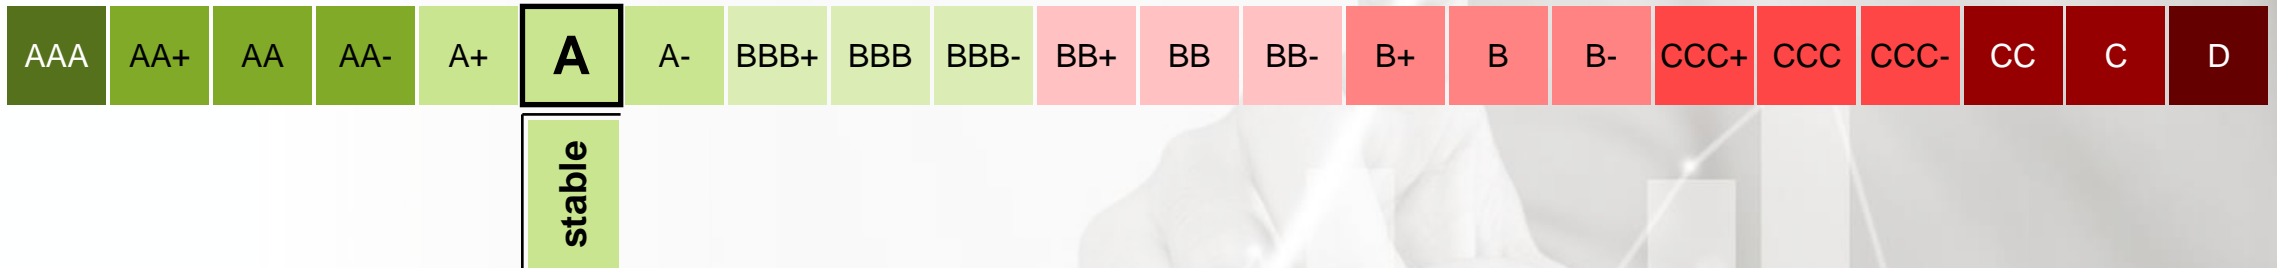 AAA AA+ AA AA- A+ A A- BBB+ BBB BBB- BB+ BB BB- B+ B B- CCC+ CCC CCC- CC C D
stable